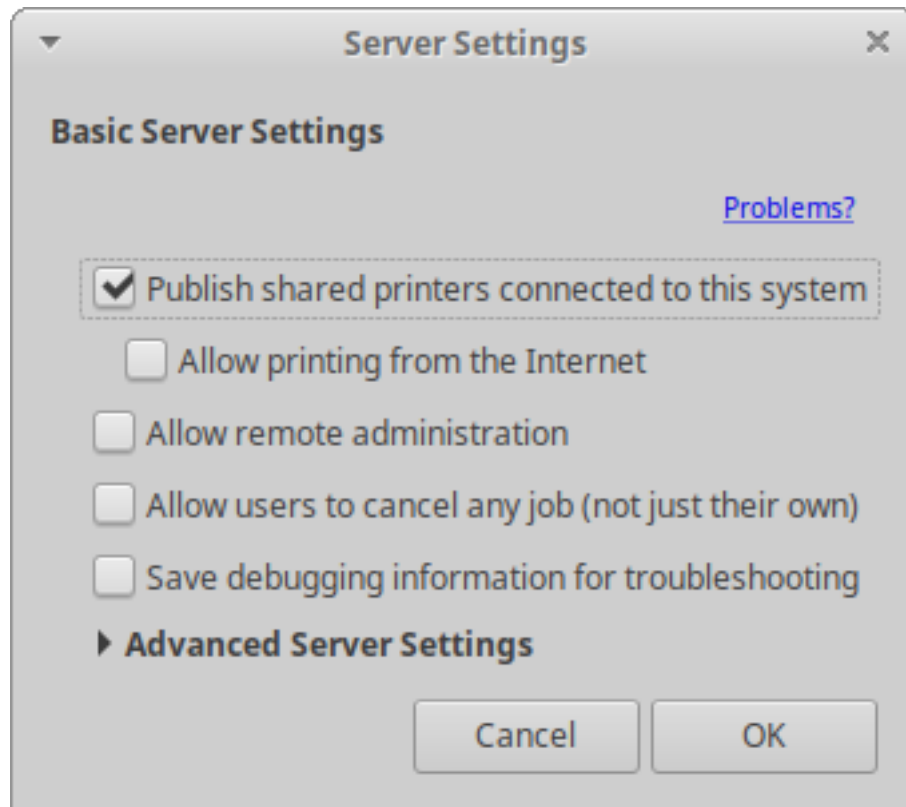 Server Settings
Basic Server Settings
Problems?
Publish shared printers connected to this system
Allow printing from the Internet
Allow remote administration
Allow users to cancel any job (not just their own)
Save debugging information for troubleshooting
Advanced Server Settings
Cancel OK